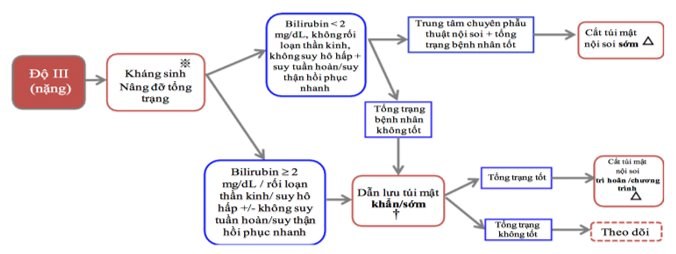 Độ III
(nặng)
※
Kháng sinh
Nâng đỡ tổng
trạng
Bilirubin < 2
mg/dL, không rối
loạn thần kinh,
không suy hô hấp +
suy tuần hoàn/suy
thận hồi phục
nhanh
Trung tâm chuyên phẫu
thuật nội soi + tổng
trạng bệnh nhân tốt
Cắt túi mật
nội soi sớm △
Tổng trạng
bệnh nhân
không tốt
Bilirubin ≥ 2
mg/dL / rối loạn
thần kinh/ suy hô
hấp +/- không suy
tuần hoàn/suy thận
hồi phục nhanh
Dẫn lưu túi mật
khẩn/sớm
†
Tổng trạng tốt
Cắt túi mật
nội soi
trì hoãn /chương
trình
△
Tổng trạng
không tốt
Theo dõi